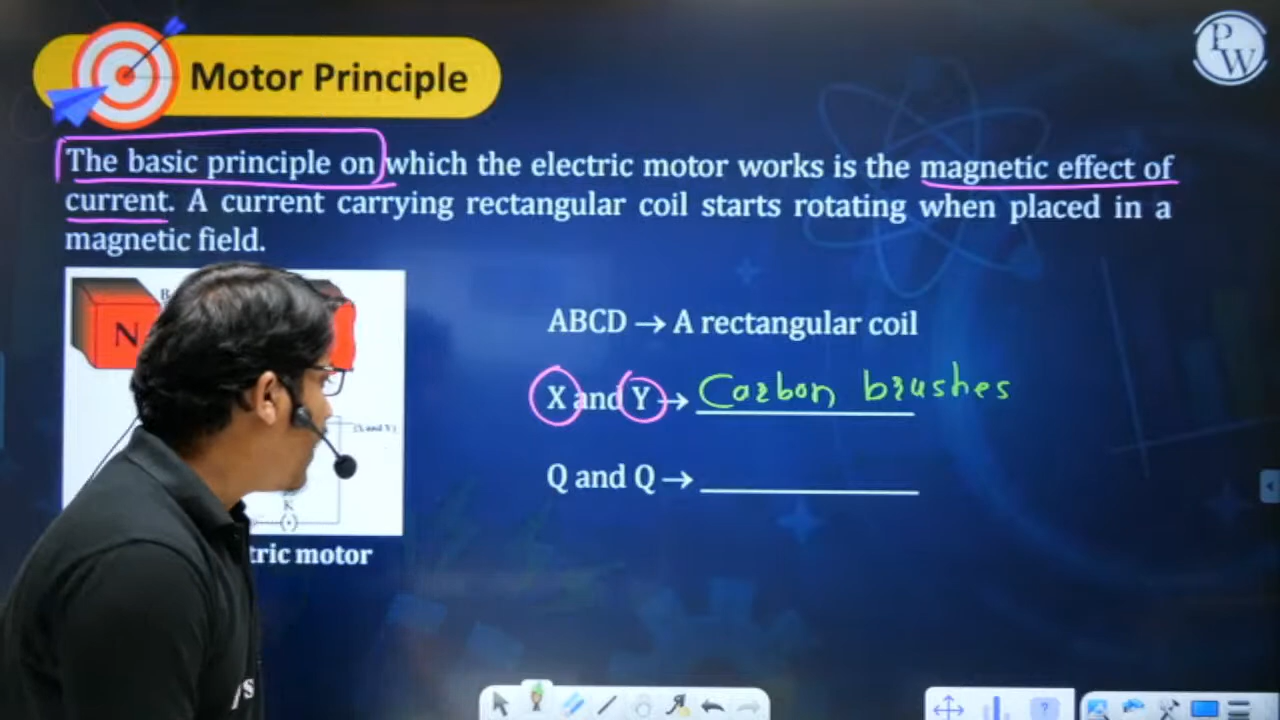 PW
Motor Principle
The basic principle on which the electric motor works is the magnetic effect of
current. A current carrying rectangular coil starts rotating when placed in a
magnetic field.
N
B
ABCD → A rectangular coil
X and Y → Carbon brushes
K
Q and Q →
tric motor